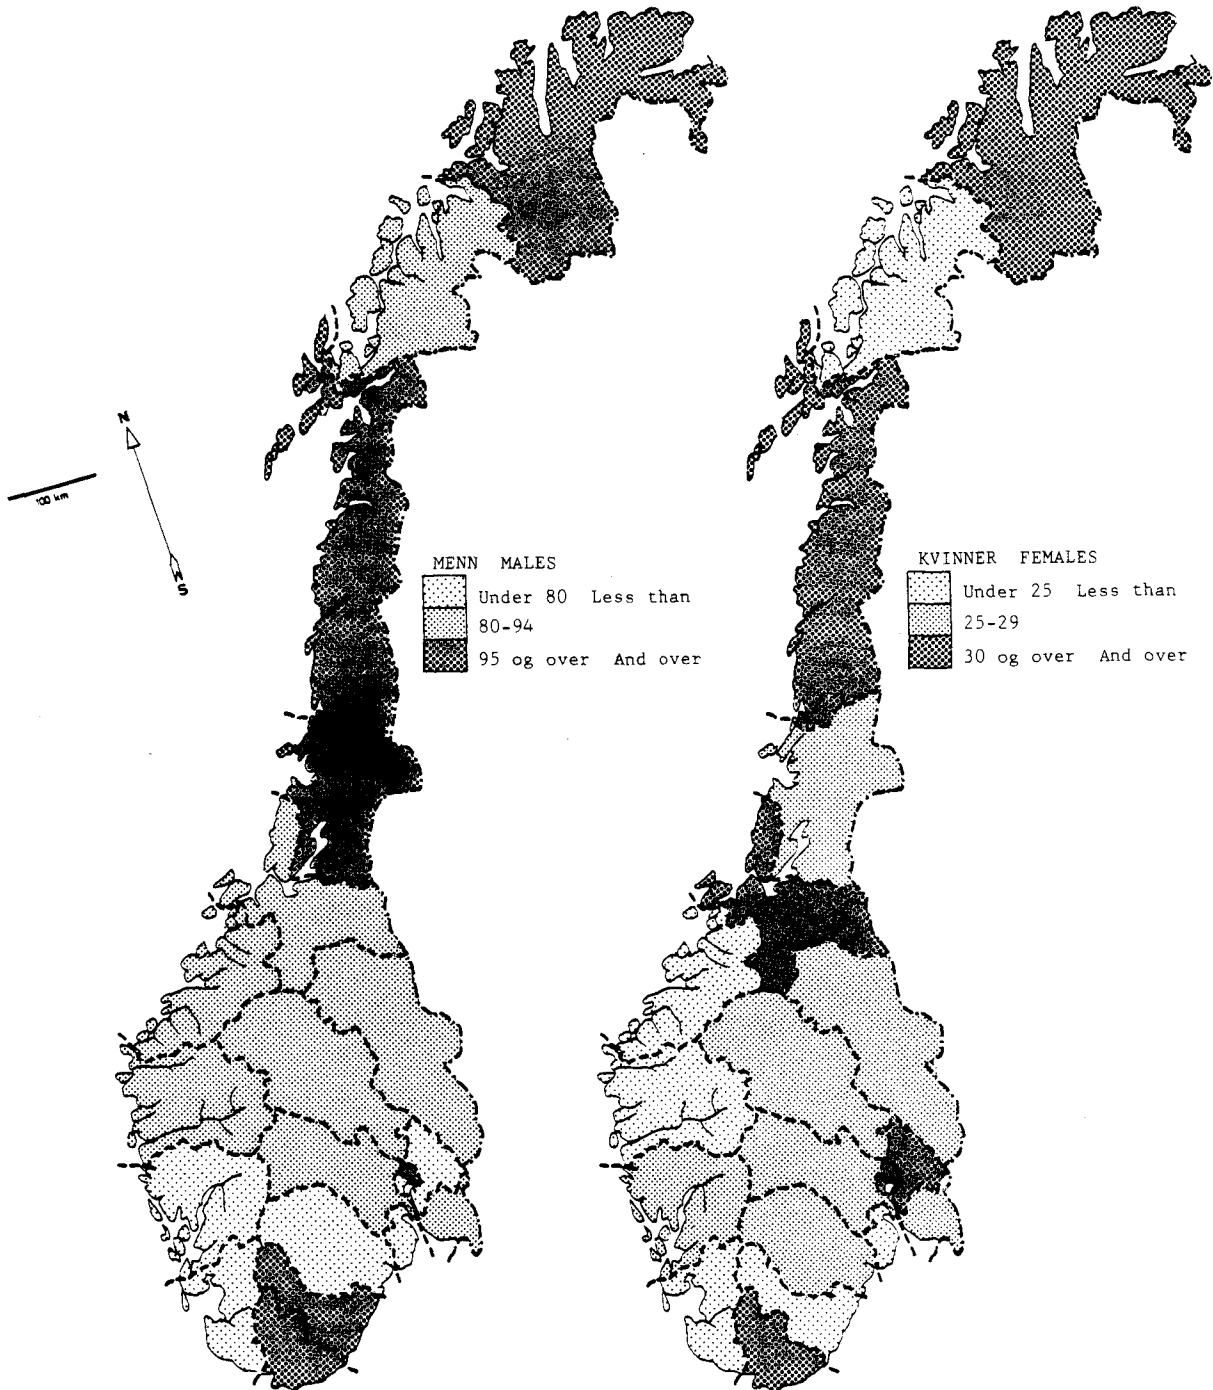 N
100 km
S
MENN MALES
Under 80 Less than
80-94
95 og over And over
KVINNER FEMALES
Under 25 Less than
25-29
30 og over And over